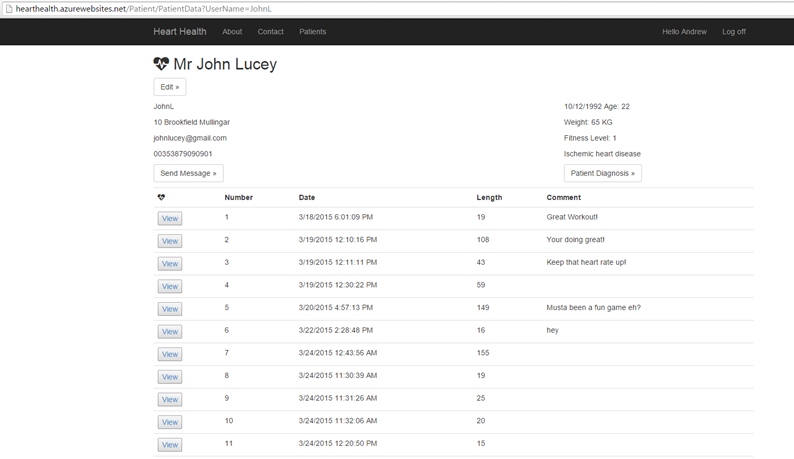 hearthealth.azurewebsites.net/Patient/PatientData?UserName=JohnL
Heart Health About Contact Patients Hello Andrew Log off
Mr John Lucey
Edit »
JohnL 10/12/1992 Age: 22
10 Brookfield Mullingar Weight: 65 KG
johnlucey@gmail.com Fitness Level: 1
00353879090901 Ischemic heart disease
Send Message » Patient Diagnosis »
Number Date Length Comment
View 1 3/18/2015 6:01:09 PM 19 Great Workout!
View 2 3/19/2015 12:10:16 PM 108 Your doing great!
View 3 3/19/2015 12:11:11 PM 43 Keep that heart rate up!
View 4 3/19/2015 12:30:22 PM 59
View 5 3/20/2015 4:57:13 PM 149 Musta been a fun game eh?
View 6 3/22/2015 2:28:48 PM 16 hey
View 7 3/24/2015 12:43:56 AM 155
View 8 3/24/2015 11:30:39 AM 19
View 9 3/24/2015 11:31:26 AM 25
View 10 3/24/2015 11:32:06 AM 20
View 11 3/24/2015 12:20:50 PM 15